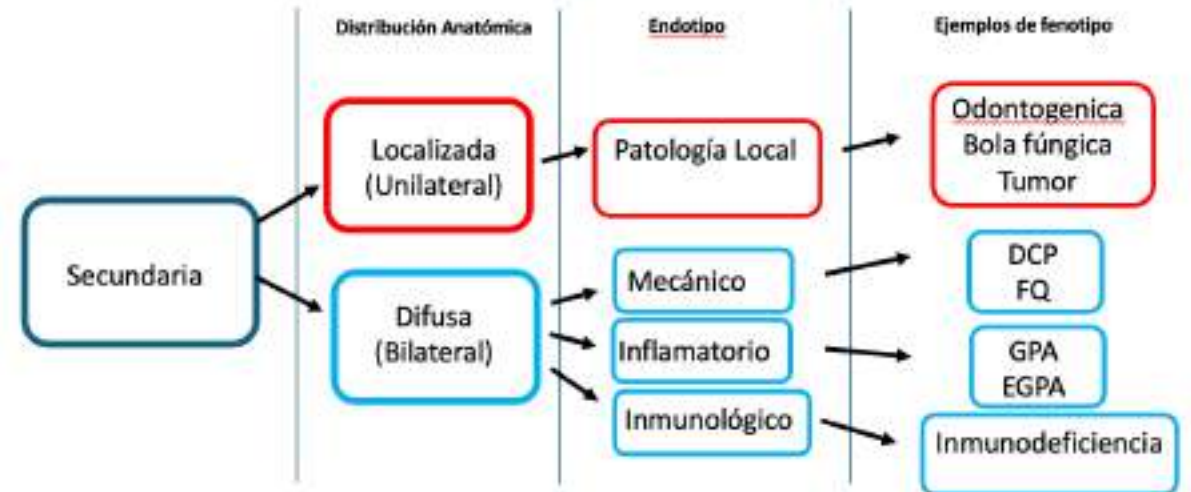 Distribución Anatómica
Endotipo
Ejemplos de fenotipo
Secundaria
Localizada
(Unilateral)
Patología Local
Odontogenica
Bola fúngica
Tumor
Difusa
(Bilateral)
Mecánico
DCP
FQ
Inflamatorio
GPA
EGPA
Inmunológico
Inmunodeficiencia